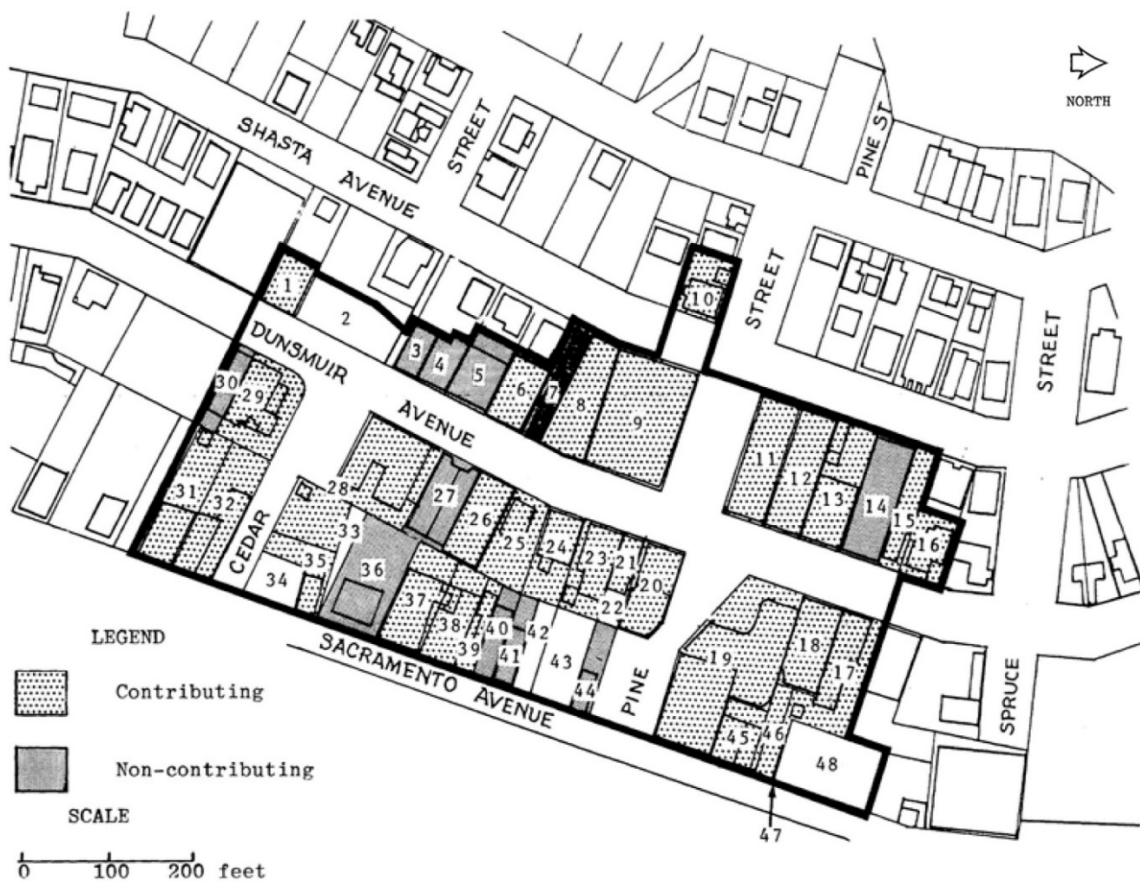 NORTH
SHASTA
AVENUE
STREET
PINE ST
STREET
STREET
1
2
3
4
5
6
7
8
9
10
11
12
13
14
15
16
DUNSMUIR
AVENUE
30
29
31
32
28
27
26
25
24
23
21
20
22
33
35
34
36
37
38
39
40
41
42
43
44
19
18
17
45
46
48
47
CEDAR
PINE
SPRUCE
SACRAMENTO AVENUE
LEGEND
Contributing
Non-contributing
SCALE
0 100 200 feet